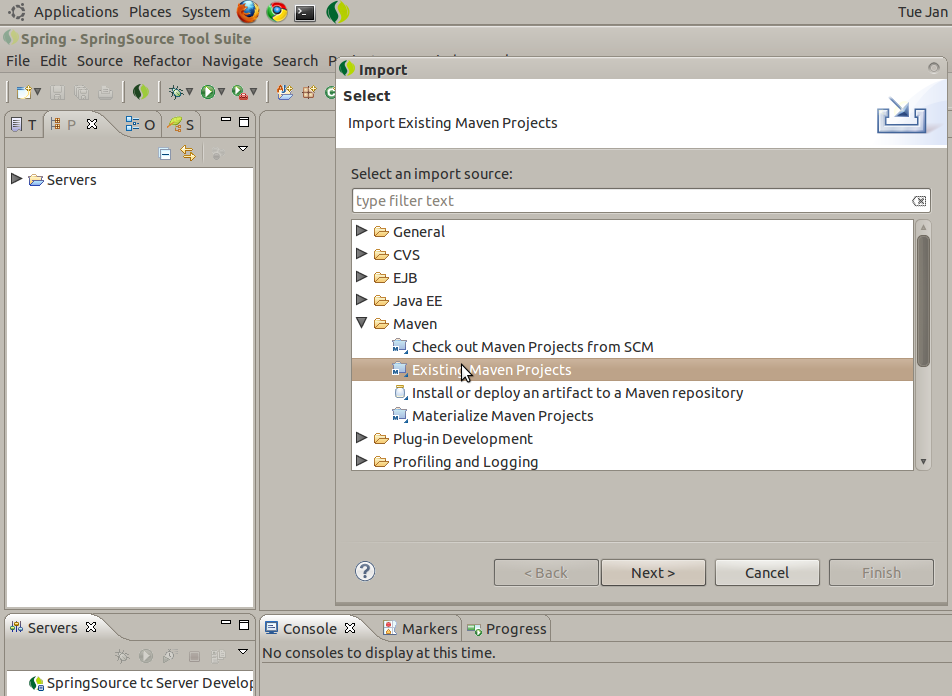 Applications Places System Tue Jan
Spring - SpringSource Tool Suite
File Edit Source Refactor Navigate Search
Import
Select
Import Existing Maven Projects
T P O S
Select an import source:
type filter text
Servers
General
CVS
EJB
Java EE
Maven
Check out Maven Projects from SCM
Existing Maven Projects
Install or deploy an artifact to a Maven repository
Materialize Maven Projects
Plug-in Development
Profiling and Logging
? < Back Next > Cancel Finish
Servers
Console Markers Progress
No consoles to display at this time.
SpringSource tc Server Develop